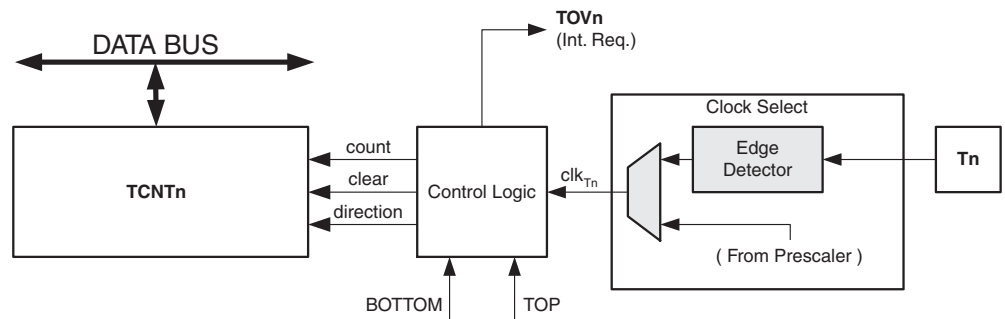 DATA BUS
TOVn
(Int. Req.)
Clock Select
TCNTn
count
clear
direction
Control Logic
clkTn
Edge
Detector
Tn
( From Prescaler )
BOTTOM
TOP